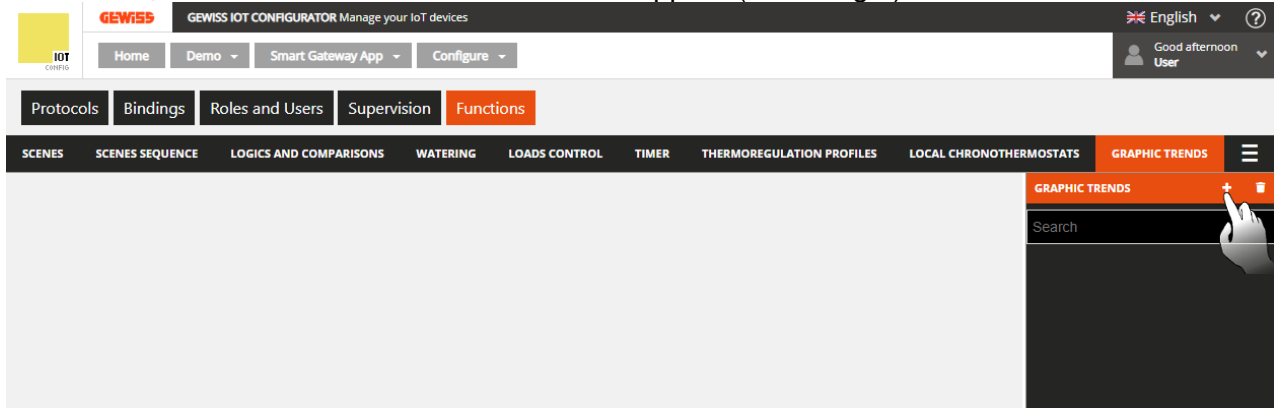 GEWISS GEWISS IOT CONFIGURATOR Manage your IoT devices English ?
IOT
CONFIG
Home Demo Smart Gateway App Configure
Good afternoon
User
Protocols Bindings Roles and Users Supervision Functions
SCENES SCENES SEQUENCE LOGICS AND COMPARISONS WATERING LOADS CONTROL TIMER THERMOREGULATION PROFILES LOCAL CHRONOTHERMOSTATS GRAPHIC TRENDS
GRAPHIC TRENDS +
Search